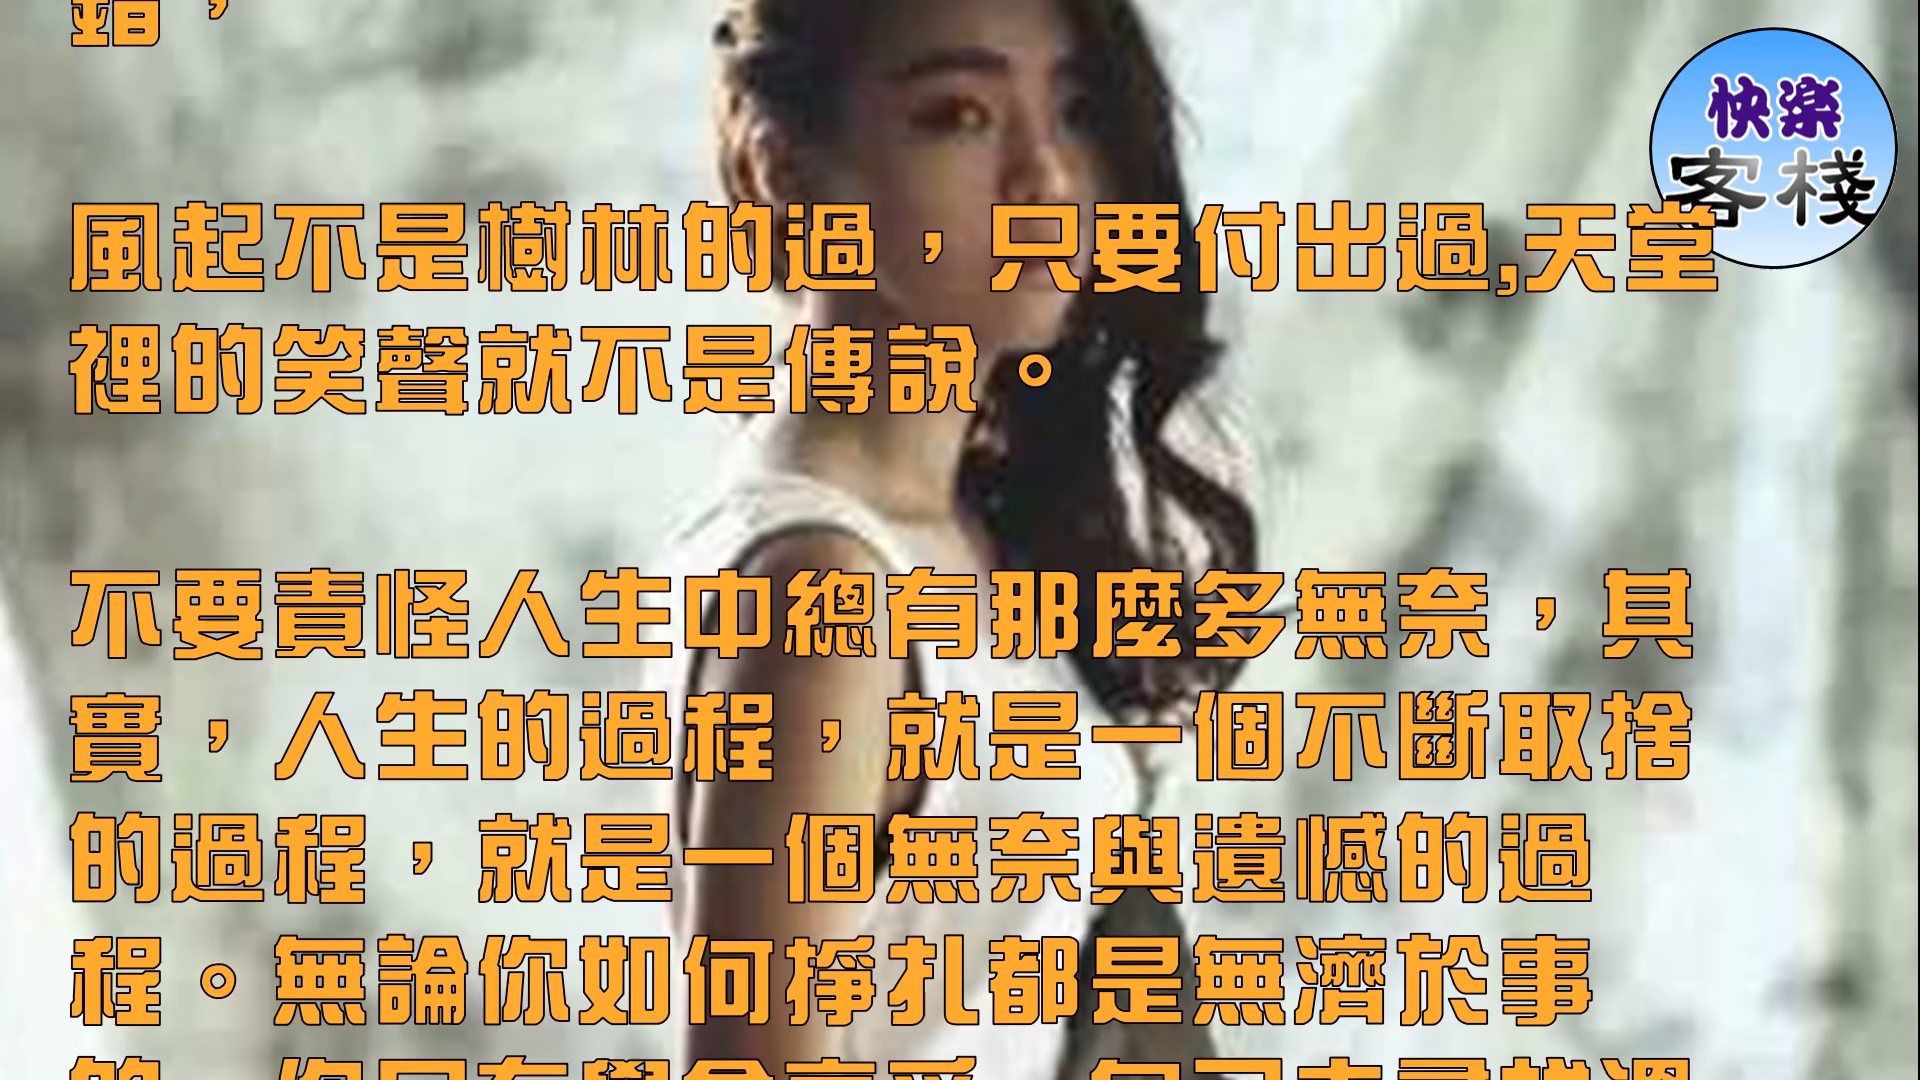 錯，
快樂
客棧
風起不是樹林的過，只要付出過,天堂
裡的笑聲就不是傳說。
不要責怪人生中總有那麼多無奈，其
實，人生的過程，就是一個不斷取捨
的過程，就是一個無奈與遺憾的過
程。無論你如何掙扎都是無濟於事